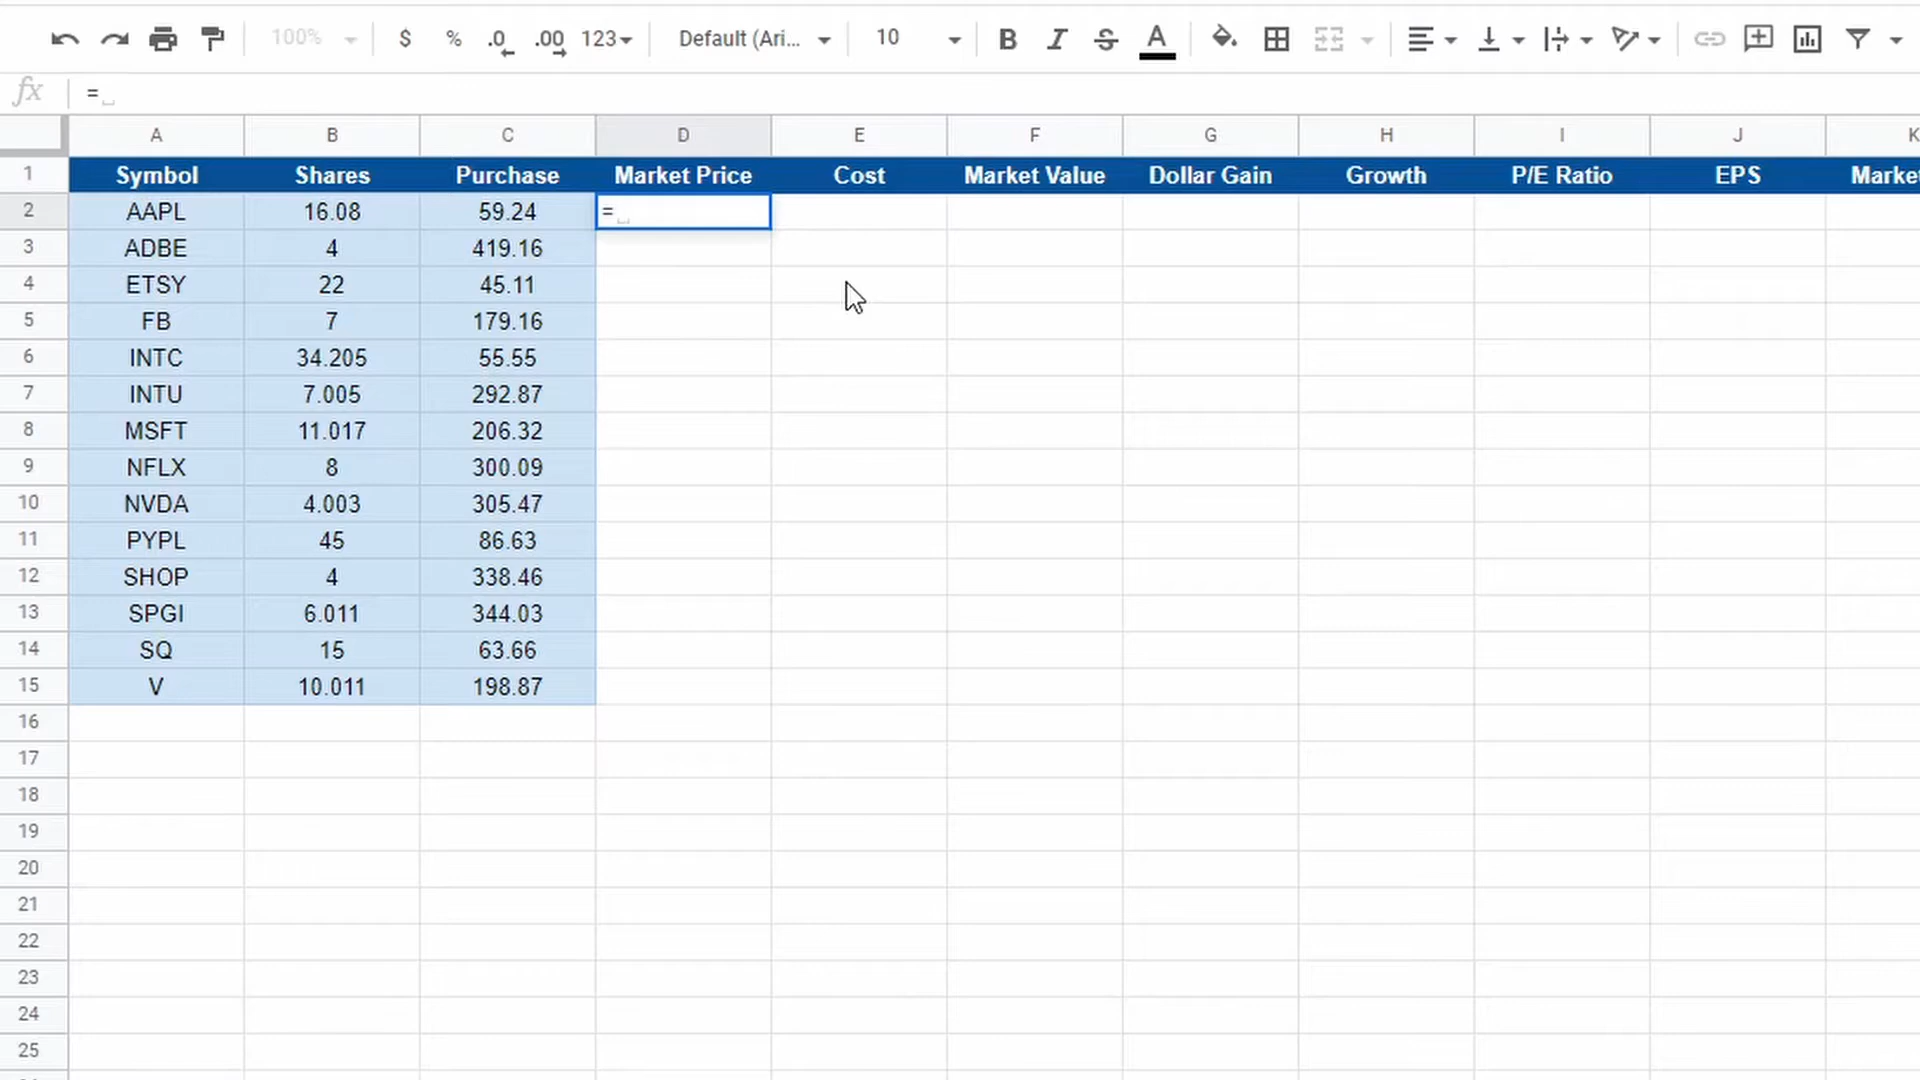 100% $ % .0 .00 123 Default (Ari... 10 B I S A
fx =
A B C D E F G H I J K
1 Symbol Shares Purchase Market Price Cost Market Value Dollar Gain Growth P/E Ratio EPS Market
2 AAPL 16.08 59.24 =
3 ADBE 4 419.16
4 ETSY 22 45.11
5 FB 7 179.16
6 INTC 34.205 55.55
7 INTU 7.005 292.87
8 MSFT 11.017 206.32
9 NFLX 8 300.09
10 NVDA 4.003 305.47
11 PYPL 45 86.63
12 SHOP 4 338.46
13 SPGI 6.011 344.03
14 SQ 15 63.66
15 V 10.011 198.87
16
17
18
19
20
21
22
23
24
25